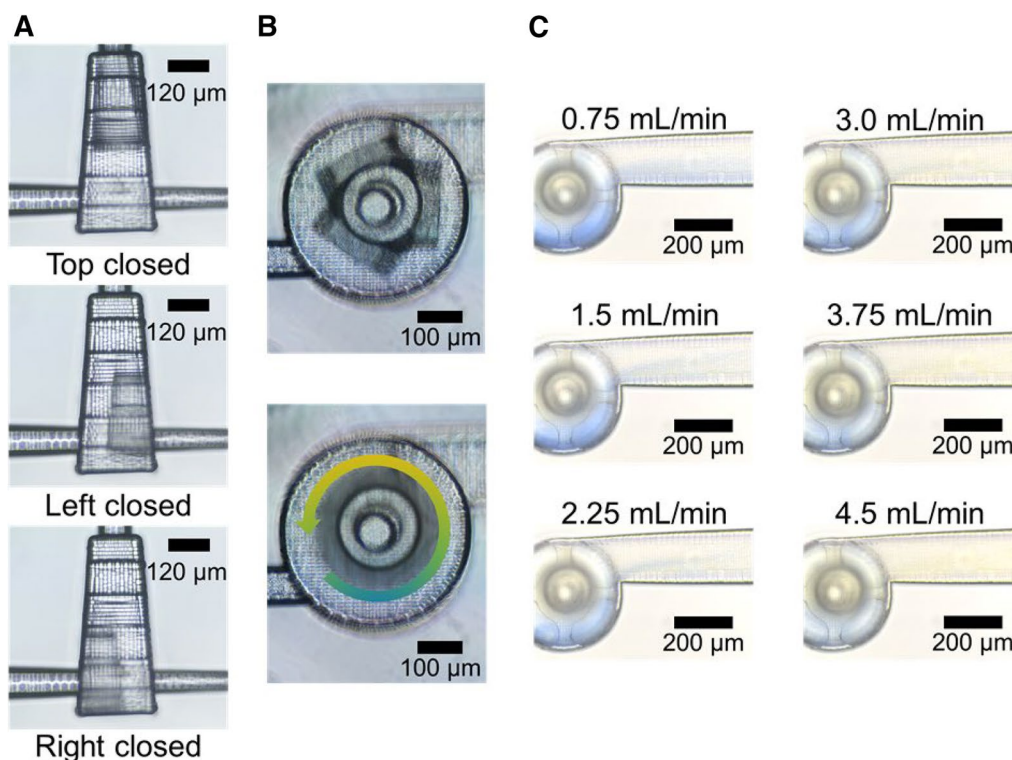 A
120 µm
Top closed
120 µm
Left closed
120 µm
Right closed
B
100 µm
100 µm
C
0.75 mL/min
200 µm
3.0 mL/min
200 µm
1.5 mL/min
200 µm
3.75 mL/min
200 µm
2.25 mL/min
200 µm
4.5 mL/min
200 µm